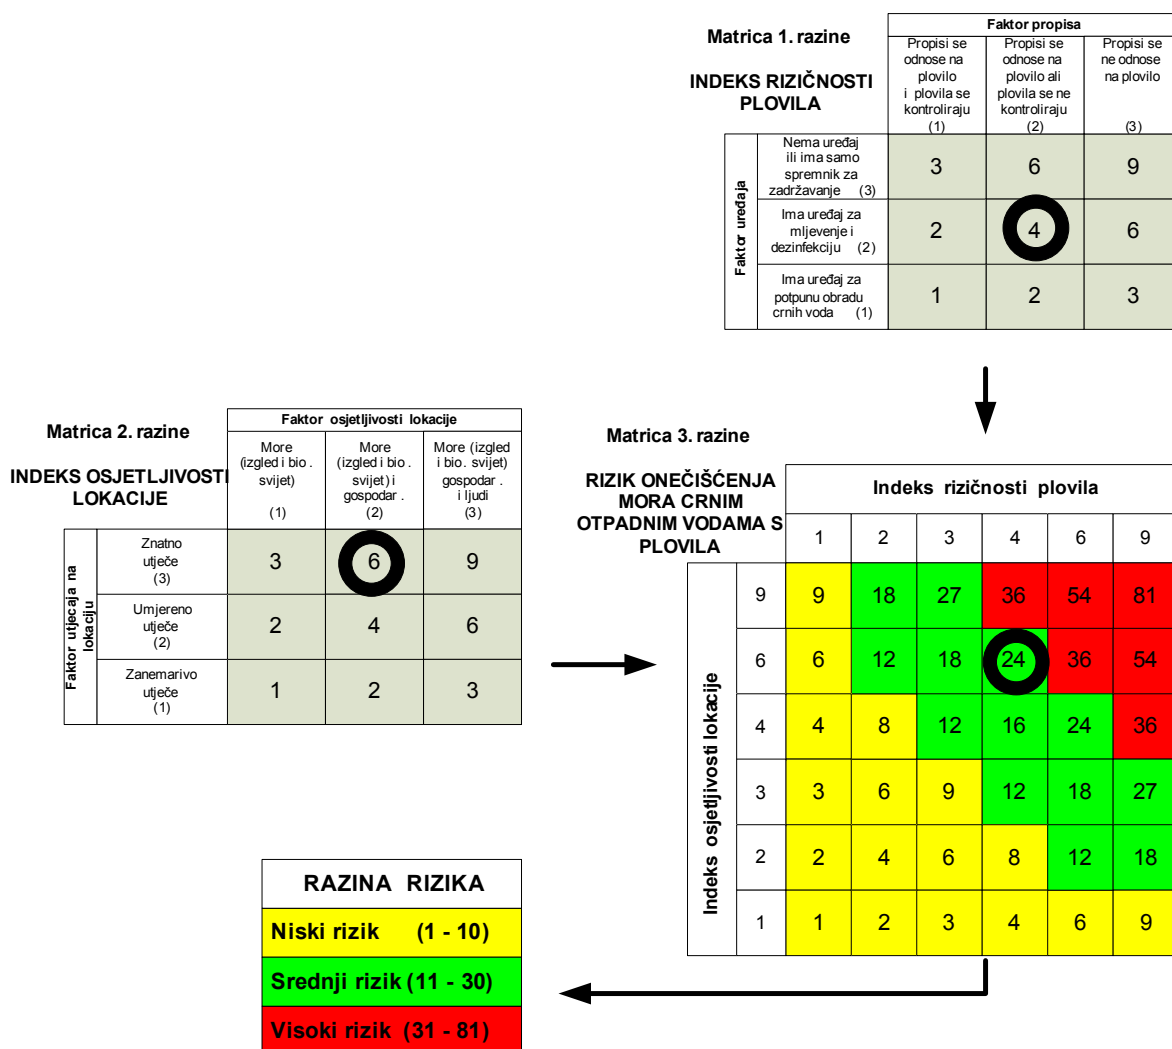 Matrica 1. razine
INDEKS RIZIČNOSTI
PLOVILA
Faktor propisa
Propisi se
odnose na
plovilo
i plovila se
kontroliraju
(1)
Propisi se
odnose na
plovilo ali
plovila se ne
kontroliraju
(2)
Propisi se
ne odnose
na plovilo
(3)
Faktor uređaja
Nema uređaj
ili ima samo
spremnik za
zadržavanje (3)
3 6 9
Ima uređaj za
mljevenje i
dezinfekciju (2)
2 4 6
Ima uređaj za
potpunu obradu
crnih voda (1)
1 2 3
Matrica 2. razine
INDEKS OSJETLJIVOSTI
LOKACIJE
Faktor osjetljivosti lokacije
More
(izgled i bio.
svijet)
(1)
More
(izgled i bio.
svijet) i
gospodar.
(2)
More (izgled
i bio. svijet)
gospodar.
i ljudi
(3)
Faktor utjecaja na
lokaciju
Znatno
utječe
(3)
3 6 9
Umjereno
utječe
(2)
2 4 6
Zanemarivo
utječe
(1)
1 2 3
Matrica 3. razine
RIZIK ONEČIŠĆENJA
MORA CRNIM
OTPADNIM VODAMA S
PLOVILA
Indeks rizičnosti plovila
1 2 3 4 6 9
Indeks osjetljivosti lokacije
9 9 18 27 36 54 81
6 6 12 18 24 36 54
4 4 8 12 16 24 36
3 3 6 9 12 18 27
2 2 4 6 8 12 18
1 1 2 3 4 6 9
RAZINA RIZIKA
Niski rizik (1 - 10)
Srednji rizik (11 - 30)
Visoki rizik (31 - 81)